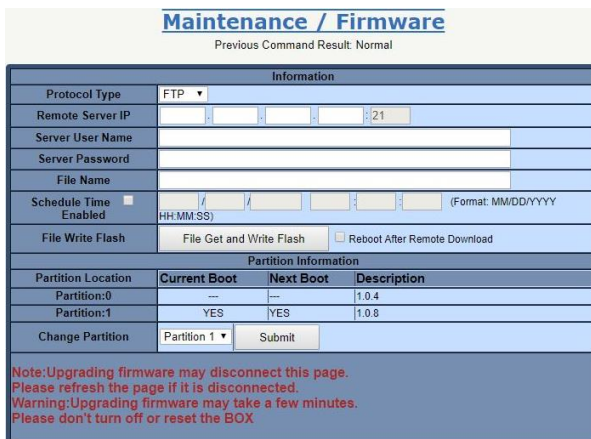 Maintenance / Firmware
Previous Command Result: Normal
Information
Protocol Type FTP
Remote Server IP . . . : 21
Server User Name
Server Password
File Name
Schedule Time Enabled / / : : (Format: MM/DD/YYYY HH:MM:SS)
File Write Flash File Get and Write Flash Reboot After Remote Download
Partition Information
Partition Location Current Boot Next Boot Description
Partition:0 --- --- 1.0.4
Partition:1 YES YES 1.0.8
Change Partition Partition 1 Submit
Note:Upgrading firmware may disconnect this page.
Please refresh the page if it is disconnected.
Warning:Upgrading firmware may take a few minutes.
Please don't turn off or reset the BOX